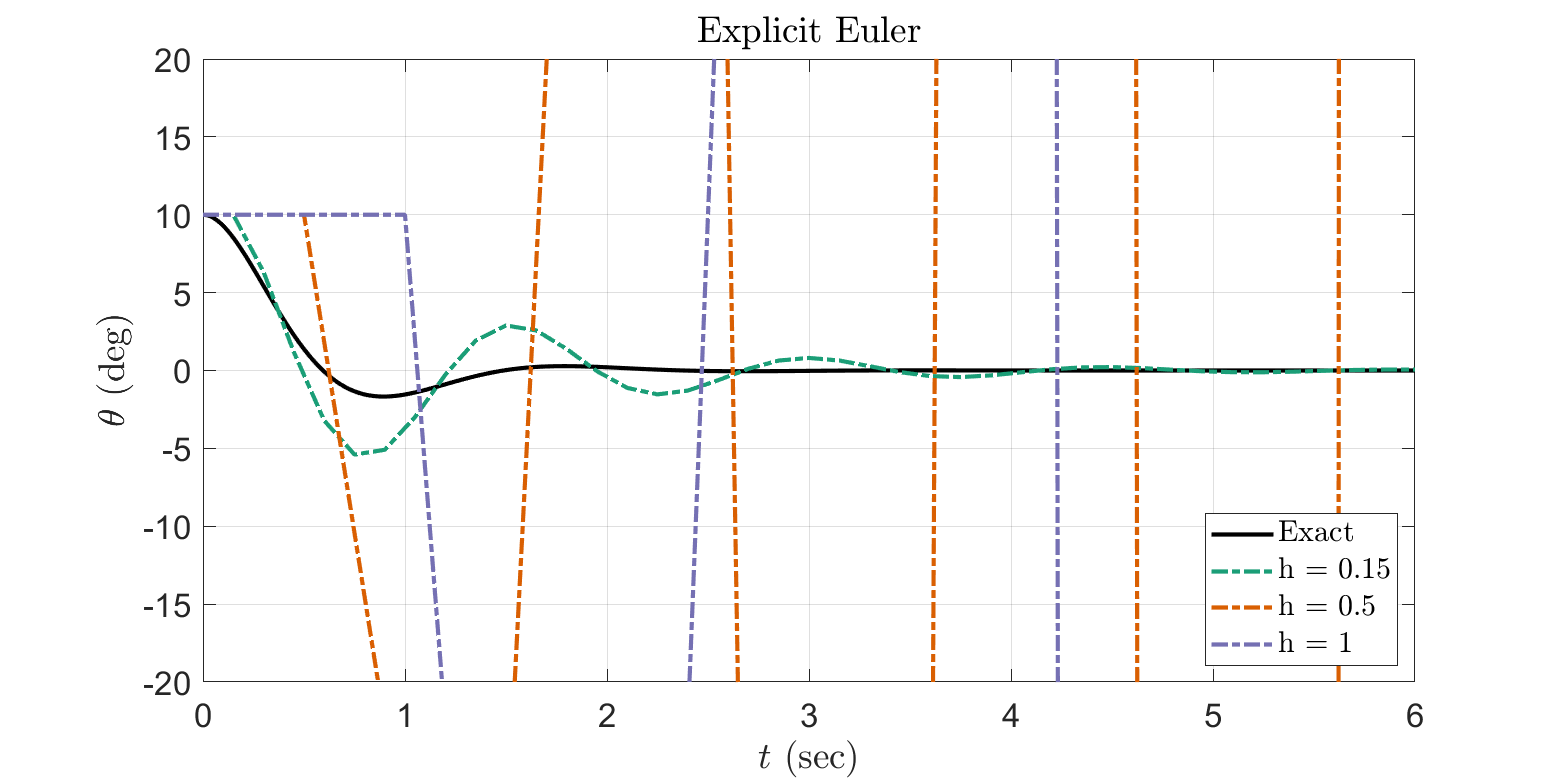 Explicit Euler
20
15
10
5
0
-5
-10
-15
-20
θ (deg)
Exact
h = 0.15
h = 0.5
h = 1
0 1 2 3 4 5 6
t (sec)